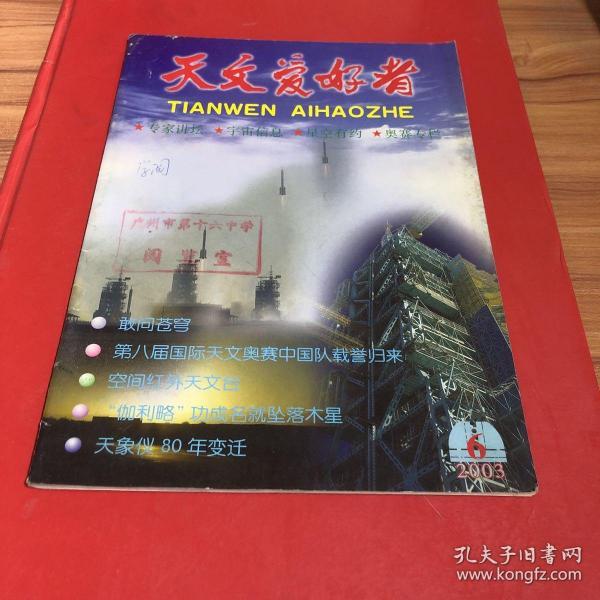 天文爱好者
TIANWEN AIHAOZHE
★专家讲坛 ★宇宙信息 ★星空有约 ★奥赛专栏
广州市第十六中学
阅览室
敢问苍穹
第八届国际天文奥赛中国队载誉归来
空间红外天文台
“伽利略”功成名就坠落木星
天象仪 80 年变迁
6
2003
孔夫子旧书网
www.kongfz.com